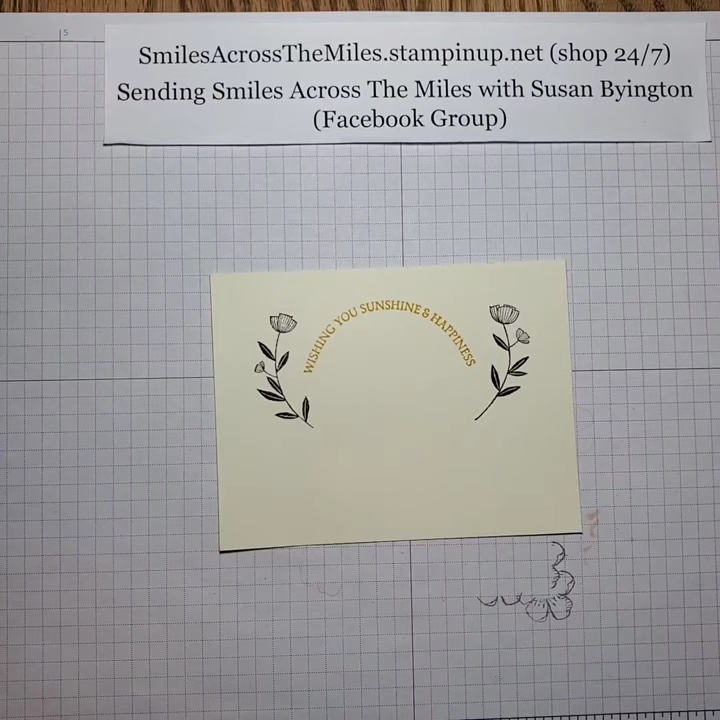 SmilesAcrossTheMiles.stampinup.net (shop 24/7)
Sending Smiles Across The Miles with Susan Byington
(Facebook Group)
5
WISHING YOU SUNSHINE & HAPPINESS